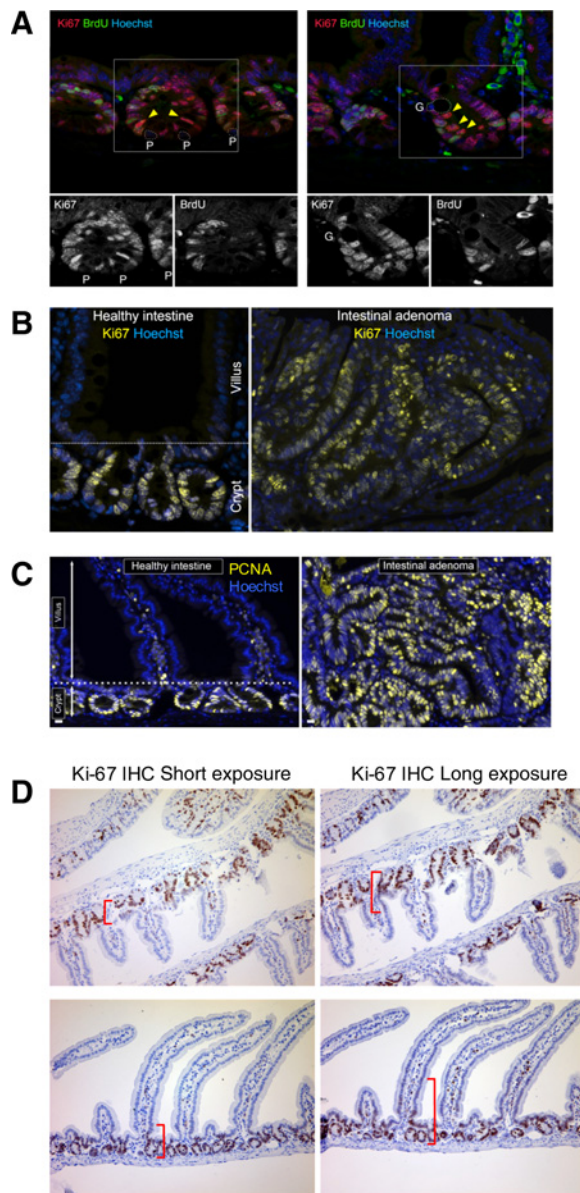 A
Ki67 BrdU Hoechst
Ki67 BrdU Hoechst
P
P
P
G
Ki67
BrdU
Ki67
BrdU
P
P
P
G
B
Healthy intestine
Ki67 Hoechst
Villus
Crypt
Intestinal adenoma
Ki67 Hoechst
C
Healthy intestine
PCNA
Hoechst
Villus
Crypt
Intestinal adenoma
D
Ki-67 IHC Short exposure
Ki-67 IHC Long exposure